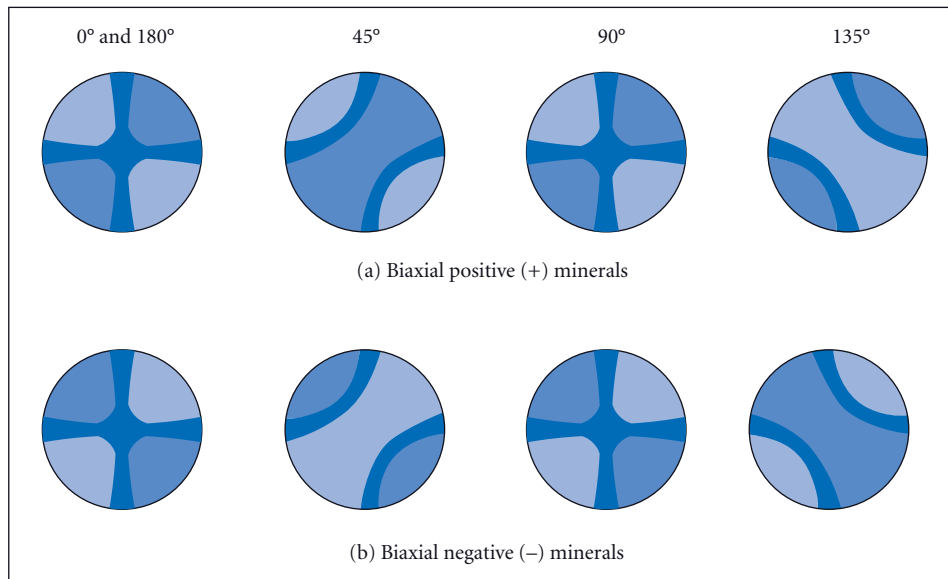 0° and 180° 45° 90° 135°
(a) Biaxial positive (+) minerals
(b) Biaxial negative (–) minerals